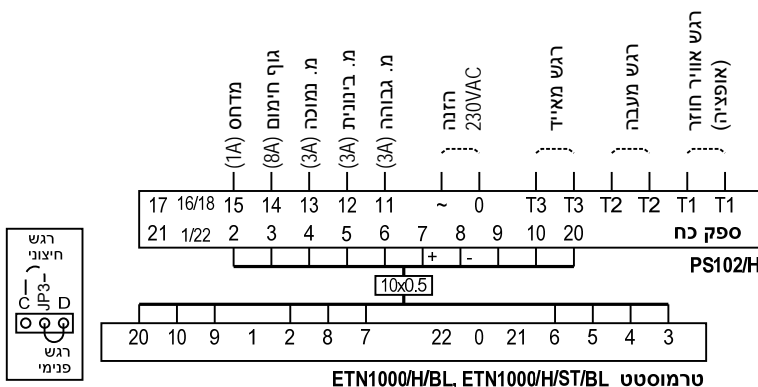 מדחס (1A)
גוף חימום (8A)
מ. נמוכה (3A)
מ. בינונית (3A)
מ. גבוהה (3A)
הזנה
230VAC
רגש מאייד
רגש מעבה
רגש אוויר חוזר
(אופציה)
17 16/18 15 14 13 12 11 ~ 0 T3 T3 T2 T2 T1 T1
21 1/22 2 3 4 5 6 7 8 9 10 20 ספק כח
+ -
PS102/H
10x0.5
רגש
חיצוני
JP3
C D
רגש
פנימי
20 10 9 1 2 8 7 22 0 21 6 5 4 3
טרמוסטט ETN1000/H/BL, ETN1000/H/ST/BL